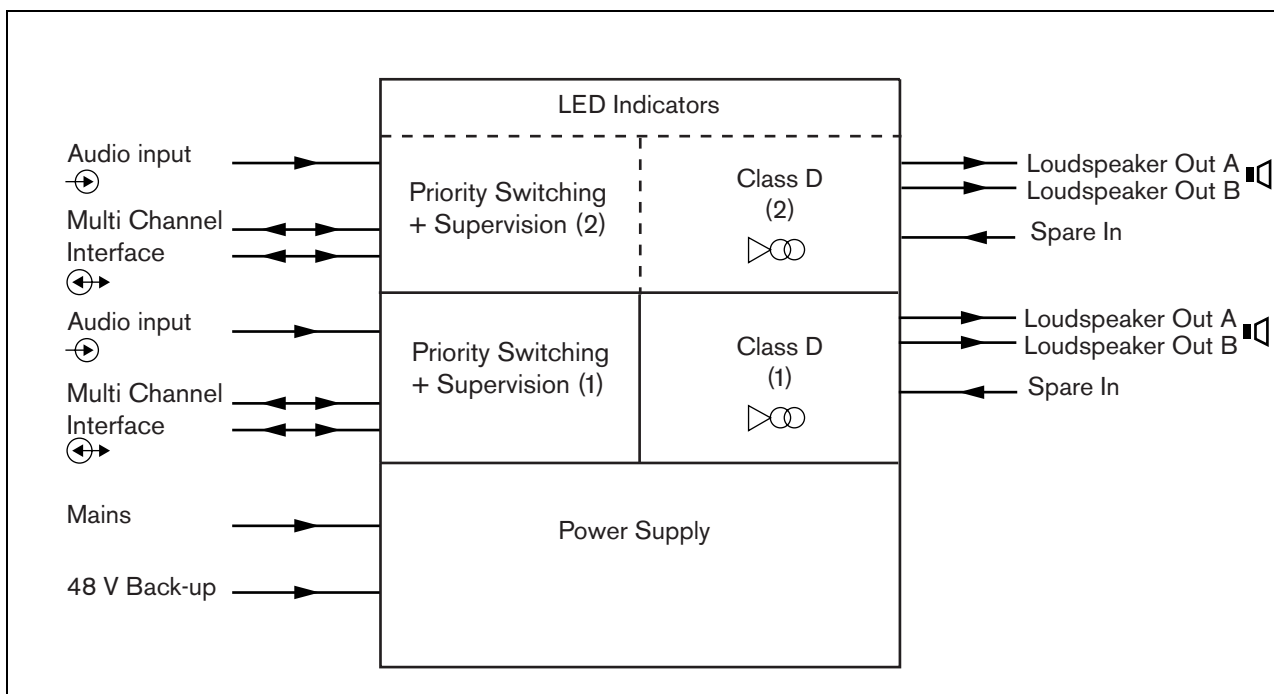 LED Indicators
Audio input
Multi Channel
Interface
Priority Switching
+ Supervision (2)
Class D
(2)
Loudspeaker Out A
Loudspeaker Out B
Spare In
Audio input
Multi Channel
Interface
Priority Switching
+ Supervision (1)
Class D
(1)
Loudspeaker Out A
Loudspeaker Out B
Spare In
Mains
48 V Back-up
Power Supply